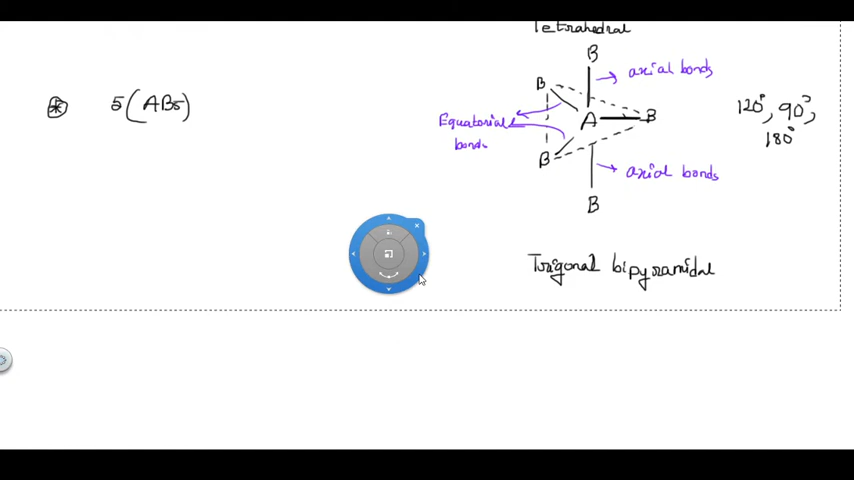 Tetrahedral
B
axial bonds
B
5 (AB5)
A
B
120°, 90°,
180°
Equatorial
bonds
B
axial bonds
B
Trigonal bipyramidal